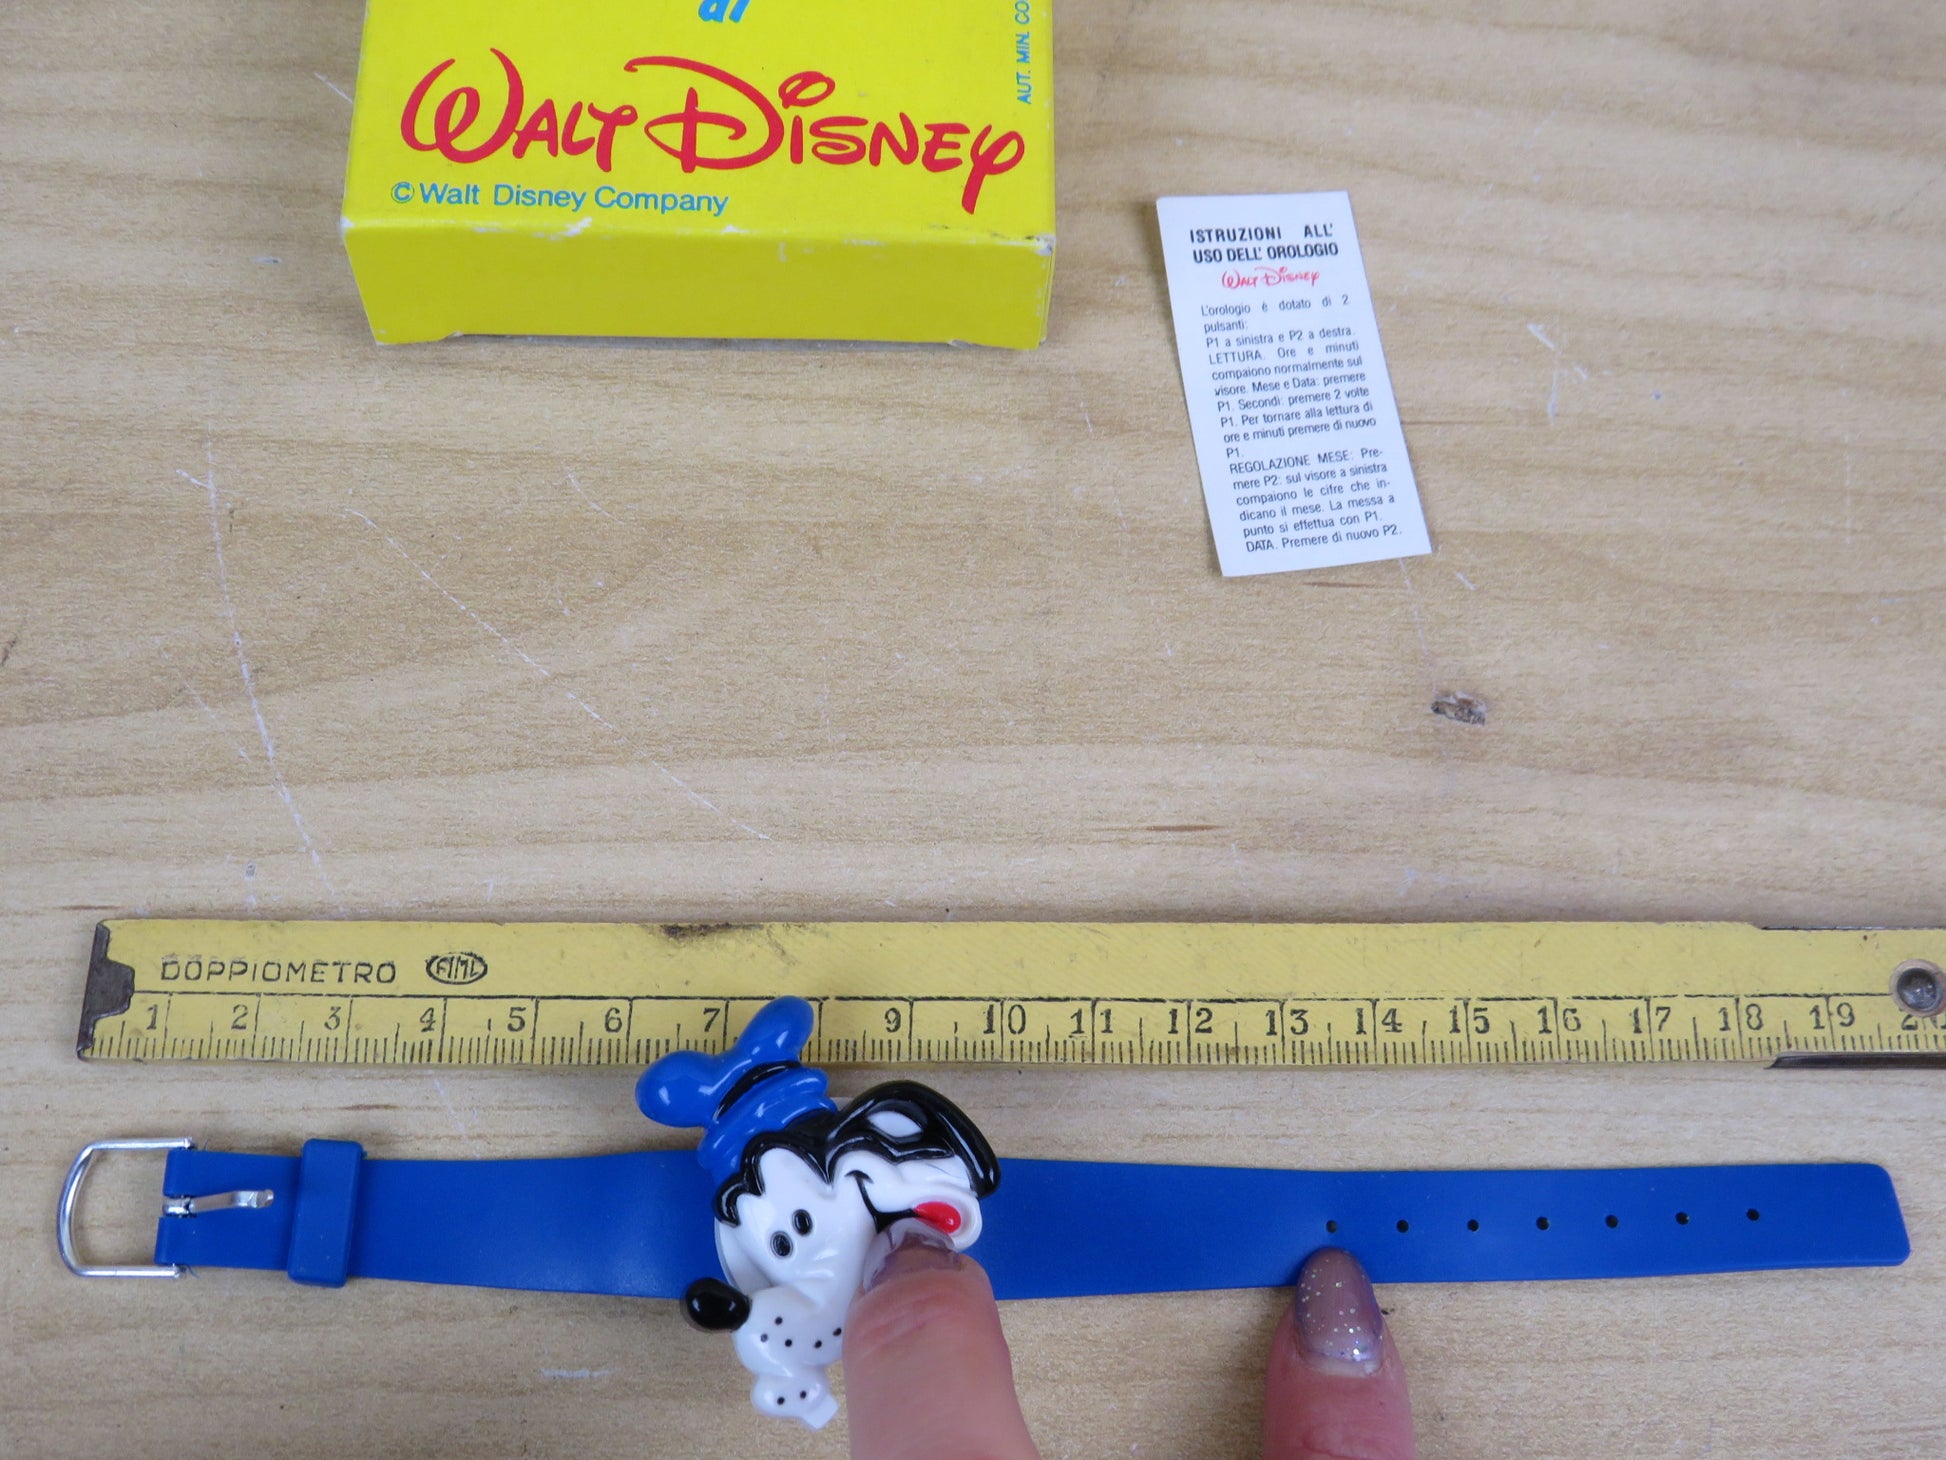 di
WALT DISNEY
© Walt Disney Company
AUT. MIN. CO
ISTRUZIONI ALL'
USO DELL' OROLOGIO
WALT DISNEY
L'orologio è dotato di 2
pulsanti:
P1 a sinistra e P2 a destra.
LETTURA. Ore e minuti
compaiono normalmente sul
visore. Mese e Data: premere
P1. Secondi: premere 2 volte
P1. Per tornare alla lettura di
ore e minuti premere di nuovo
P1.
REGOLAZIONE MESE: Pre-
mere P2: sul visore a sinistra
compaiono le cifre che in-
dicano il mese. La messa a
punto si effettua con P1.
DATA. Premere di nuovo P2.
DOPPIOMETRO FIML
1 2 3 4 5 6 7 9 10 11 12 13 14 15 16 17 18 19